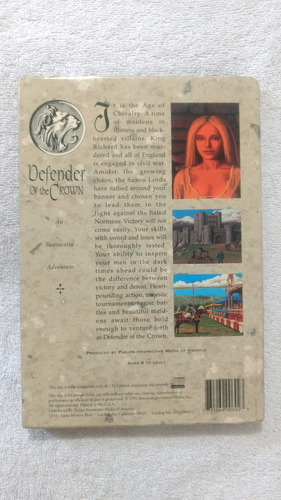 Defender
OF the CROWN
An
Interactive
Adventure
It is the Age of
Chivalry. A time
of maidens in
distress and black-
hearted villains. King
Richard has been mur-
dered and all of England
is engaged in civil war.
Amidst the growing
chaos, the Saxon Lords
have rallied around your
banner and chosen you
to lead them in the
fight against the hated
Normans. Victory will
not come easily. Your skills
with sword and lance will
be thoroughly tested.
Your ability to inspire
your men in the dark
times ahead could be
the difference between
victory and defeat. Heart-
pounding action, majestic
tournaments, heroic bat-
tles and beautiful maid-
ens await those bold
enough to venture forth
as Defender of the Crown.
PRODUCED BY PHILIPS INTERACTIVE MEDIA OF AMERICA
AGES 8 TO ADULT